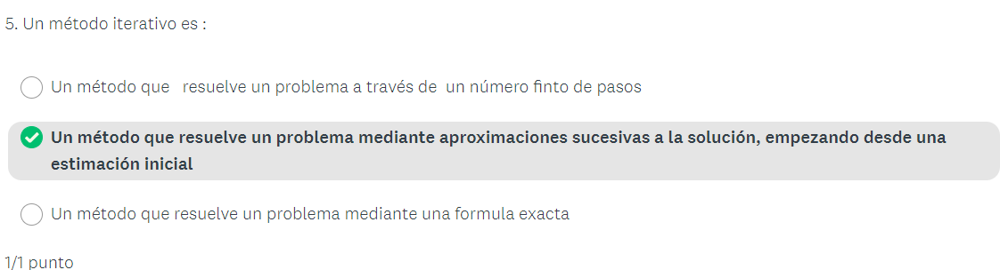 5. Un método iterativo es :
Un método que resuelve un problema a través de un número finto de pasos
Un método que resuelve un problema mediante aproximaciones sucesivas a la solución, empezando desde una
estimación inicial
Un método que resuelve un problema mediante una formula exacta
1/1 punto